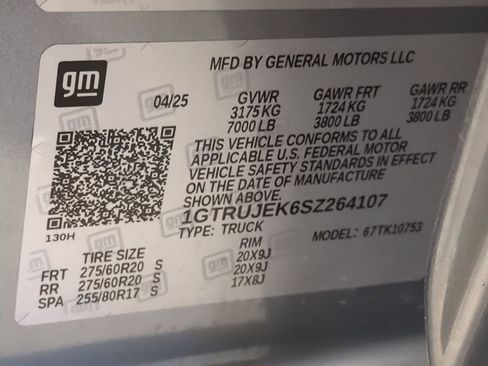 gm
MFD BY GENERAL MOTORS LLC
04/25 GVWR GAWR FRT GAWR RR
3175 KG 1724 KG 1724 KG
7000 LB 3800 LB 3800 LB
THIS VEHICLE CONFORMS TO ALL
APPLICABLE U.S. FEDERAL MOTOR
VEHICLE SAFETY STANDARDS IN EFFECT
ON THE DATE OF MANUFACTURE
SHOWN ABOVE.
1GTRUJEK6SZ264107
130H
TYPE: TRUCK MODEL: 67TK10753
TIRE SIZE RIM
FRT 275/60R20 S 20X9J
RR 275/60R20 S 20X9J
SPA 255/80R17 S 17X8J